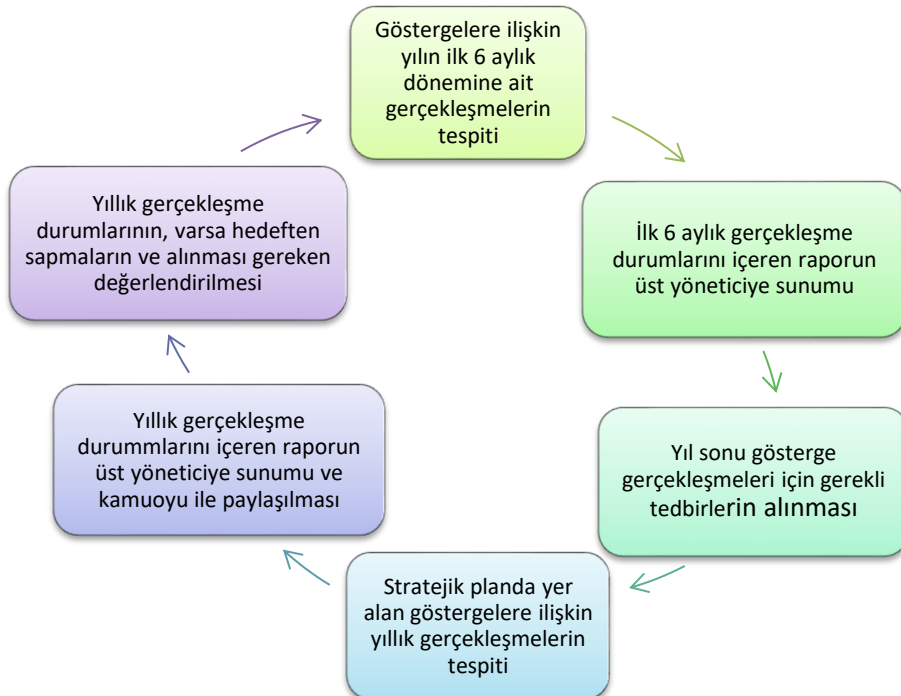 Göstergelere ilişkin
yılın ilk 6 aylık
dönemine ait
gerçekleşmelerin
tespiti
İlk 6 aylık gerçekleşme
durumlarını içeren raporun
üst yöneticiye sunumu
Yıl sonu gösterge
gerçekleşmeleri için gerekli
tedbirlerin alınması
Stratejik planda yer
alan göstergelere ilişkin
yıllık gerçekleşmelerin
tespiti
Yıllık gerçekleşme
durummlarını içeren raporun
üst yöneticiye sunumu ve
kamuoyu ile paylaşılması
Yıllık gerçekleşme
durumlarının, varsa hedeften
sapmaların ve alınması gereken
değerlendirilmesi